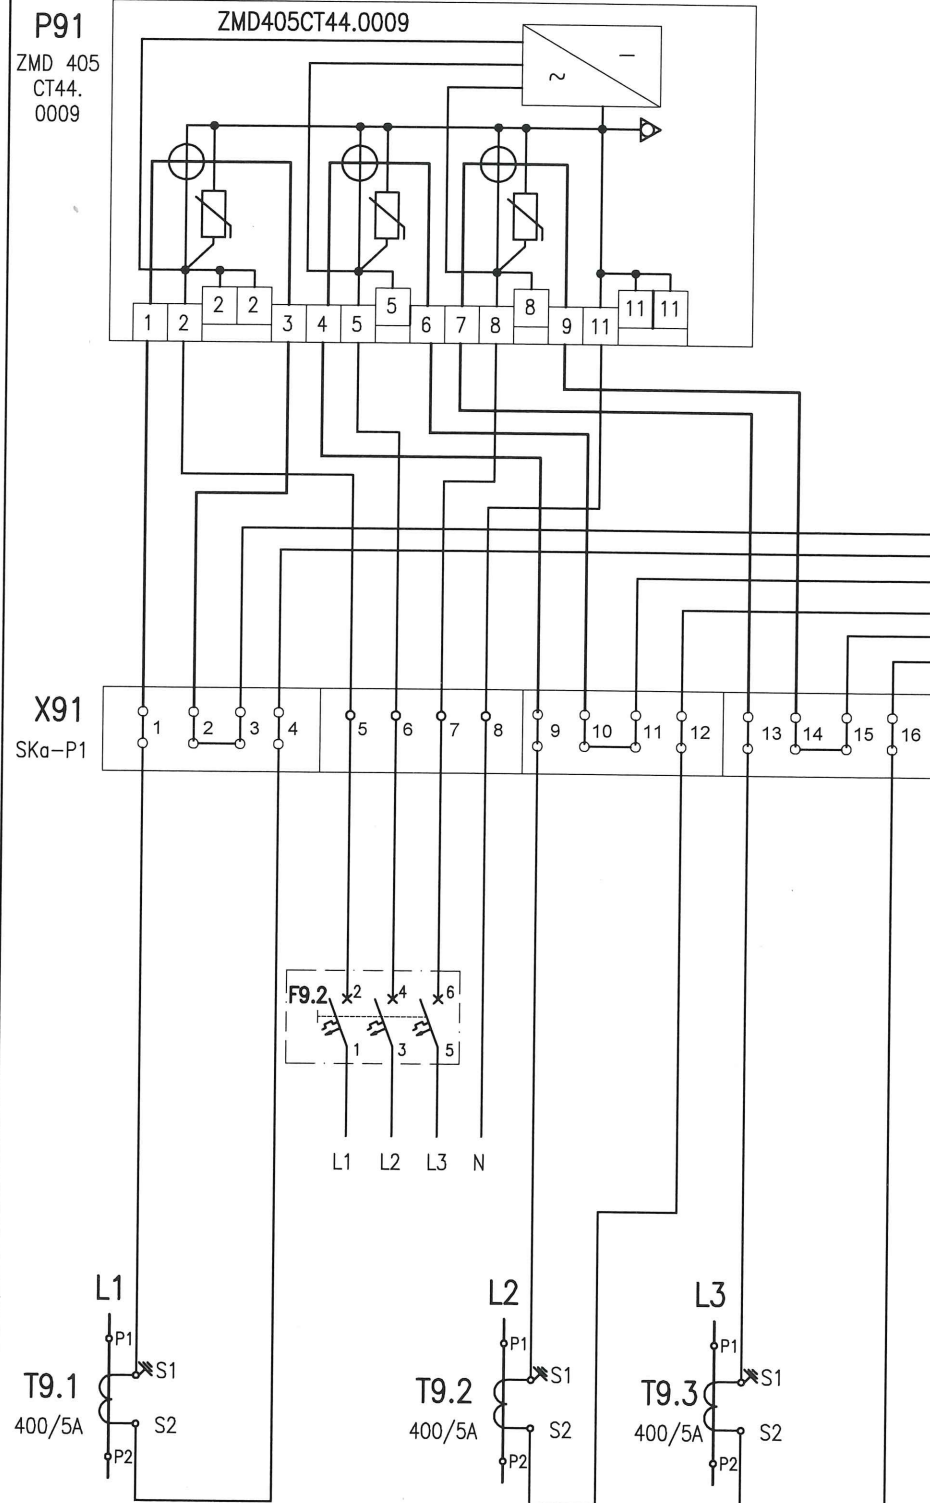 P91
ZMD 405
CT44.
0009
ZMD405CT44.0009
~
–
2 2
5
8
11 11
1 2 3 4 5 6 7 8 9 11
X91
SKa-P1
1 2 3 4 5 6 7 8 9 10 11 12 13 14 15 16
F9.2
2 4 6
1 3 5
L1 L2 L3 N
L1
P1
S1
T9.1
400/5A
S2
P2
L2
P1
S1
T9.2
400/5A
S2
P2
L3
P1
S1
T9.3
400/5A
S2
P2